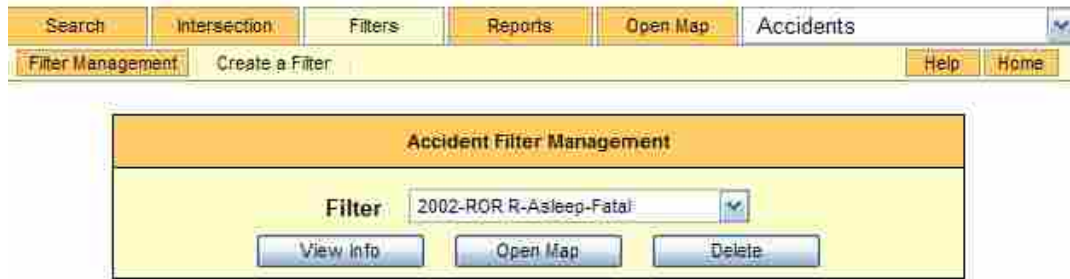 Search Intersection Filters Reports Open Map Accidents
Filter Management Create a Filter Help Home
Accident Filter Management
Filter 2002-ROR R-Asleep-Fatal
View Info Open Map Delete